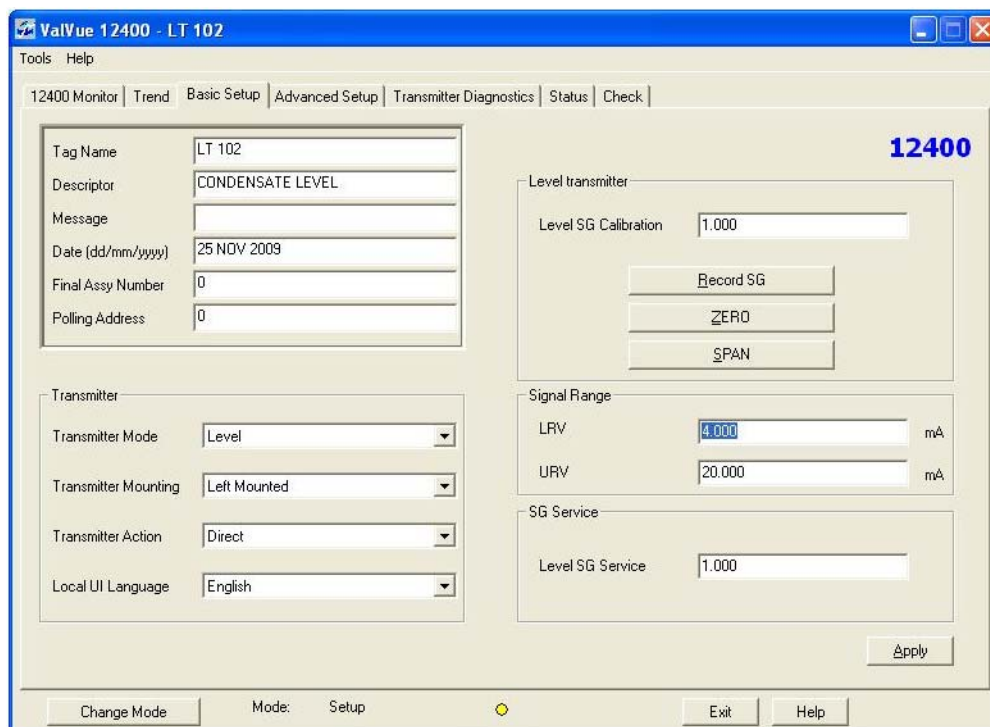 ValVue 12400 - LT 102
Tools Help
12400 Monitor Trend Basic Setup Advanced Setup Transmitter Diagnostics Status Check
12400
Tag Name LT 102
Descriptor CONDENSATE LEVEL
Message
Date (dd/mm/yyyy) 25 NOV 2009
Final Assy Number 0
Polling Address 0
Transmitter
Transmitter Mode Level
Transmitter Mounting Left Mounted
Transmitter Action Direct
Local UI Language English
Level transmitter
Level SG Calibration 1.000
Record SG
ZERO
SPAN
Signal Range
LRV 4.000 mA
URV 20.000 mA
SG Service
Level SG Service 1.000
Apply
Change Mode Mode: Setup Exit Help